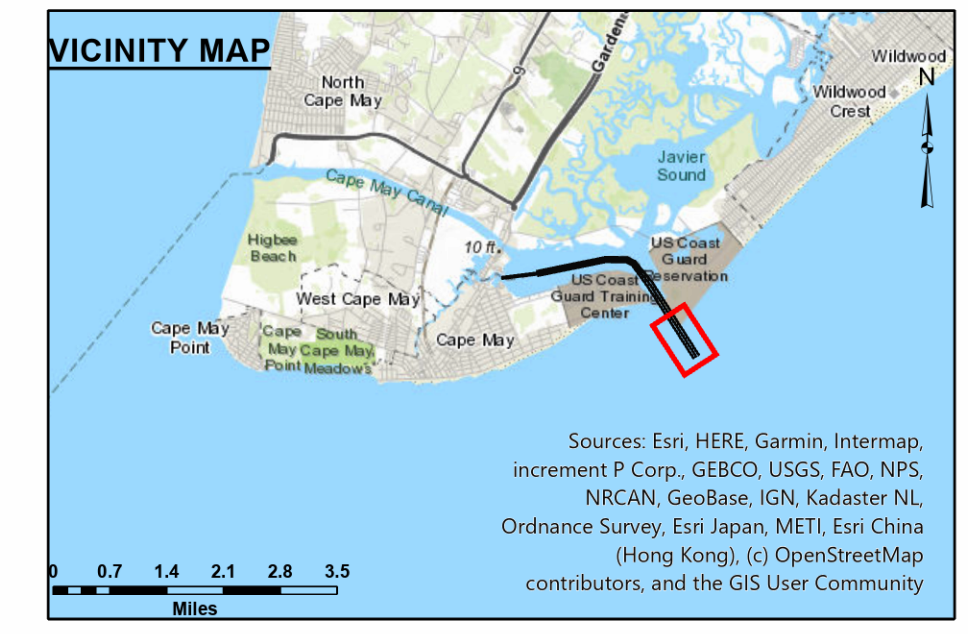 VICINITY MAP
Wildwood
N
Gardens
9
North
Cape May
Wildwood
Crest
Javier
Sound
Cape May Canal
10 ft.
Higbee
Beach
US Coast
Guard
Reservation
US Coast
Guard Training
Center
West Cape May
Cape May
Point
Cape
May
Point
South
Cape May
Meadows
Cape May
Sources: Esri, HERE, Garmin, Intermap,
increment P Corp., GEBCO, USGS, FAO, NPS,
NRCAN, GeoBase, IGN, Kadaster NL,
Ordnance Survey, Esri Japan, METI, Esri China
(Hong Kong), (c) OpenStreetMap
contributors, and the GIS User Community
0 0.7 1.4 2.1 2.8 3.5
Miles